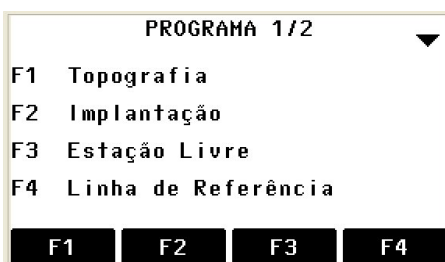 PROGRAMA 1/2
F1 Topografia
F2 Implantação
F3 Estação Livre
F4 Linha de Referência
F1 F2 F3 F4